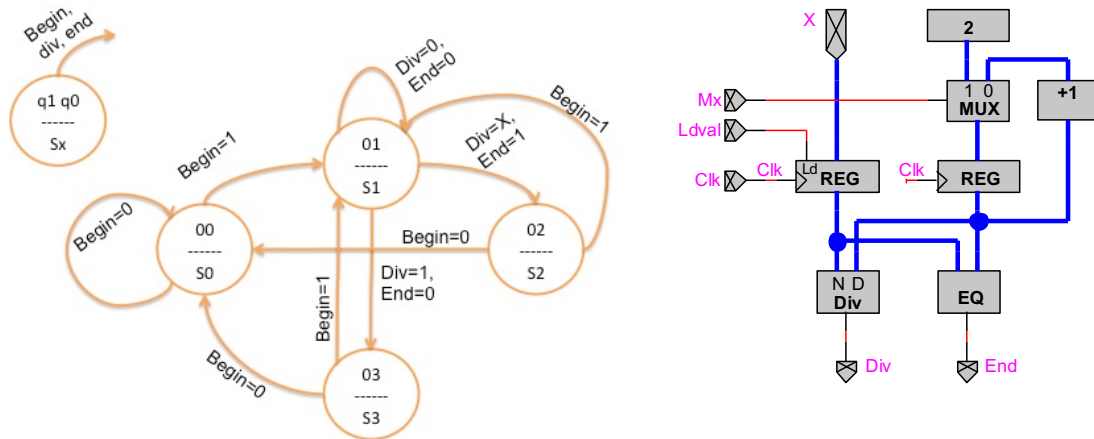 Begin,
div, end
q1 q0
------
Sx
Div=0,
End=0
Begin=1
Div=X,
End=1
Begin=1
01
------
S1
Begin=0
00
------
S0
Begin=0
02
------
S2
Div=1,
End=0
Begin=1
Begin=0
03
------
S3
X
2
1 0
MUX
+1
Mx
Ldval
Clk
Clk
Ld
REG
Clk
REG
N D
Div
EQ
Div
End